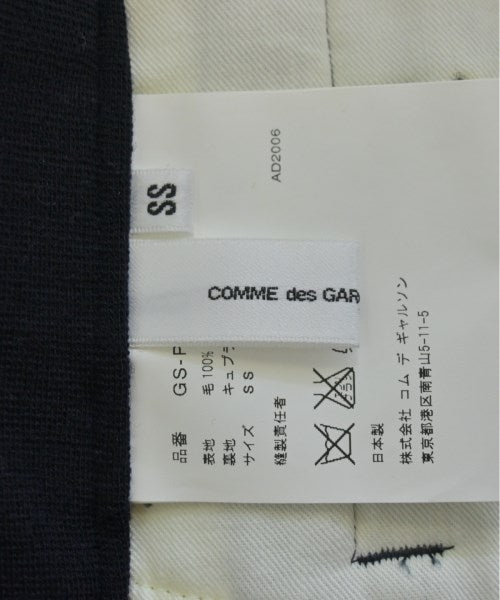 AD2006
SS
COMME des GAR
品番 GS-P
表地 毛100%
裏地 キュプラ
サイズ SS
縫製責任者
日本製
株式会社 コム デ ギャルソン
東京都港区南青山5-11-5